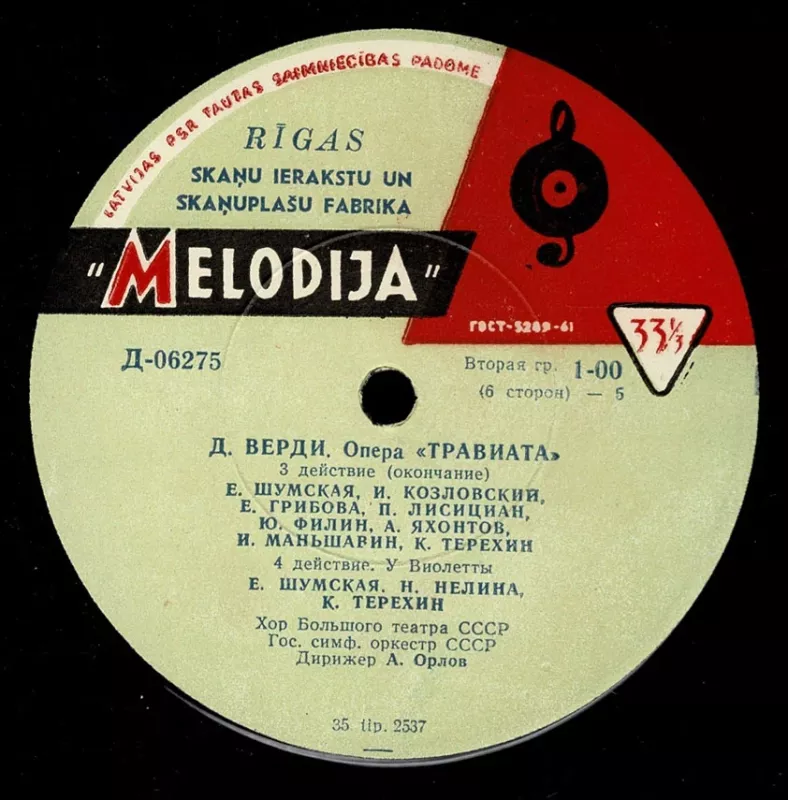 LATVIJAS PSR TAUTAS SAIMNIECĪBAS PADOME
RĪGAS
SKAŅU IERAKSTU UN
SKAŅUPLAŠU FABRIKA
"MELODIJA"
ГОСТ-5289-61
33⅓
Д-06275
Вторая гр. 1-00
(6 сторон) — 5
Д. ВЕРДИ. Опера «ТРАВИАТА»
3 действие (окончание)
Е. ШУМСКАЯ, И. КОЗЛОВСКИЙ,
Е. ГРИБОВА, П. ЛИСИЦИАН,
Ю. ФИЛИН, А. ЯХОНТОВ,
И. МАНЬШАВИН, К. ТЕРЕХИН
4 действие. У Виолетты
Е. ШУМСКАЯ. Н. НЕЛИНА,
К. ТЕРЕХИН
Хор Большого театра СССР
Гос. симф. оркестр СССР
Дирижер А. Орлов
35 tip. 2537